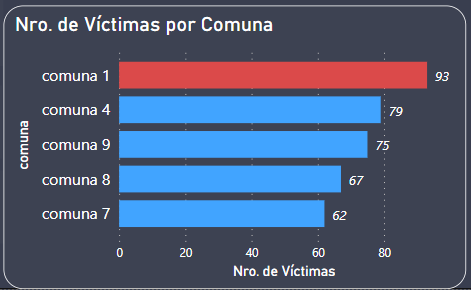 Nro. de Víctimas por Comuna
comuna
comuna 1 93
comuna 4 79
comuna 9 75
comuna 8 67
comuna 7 62
0 20 40 60 80
Nro. de Víctimas